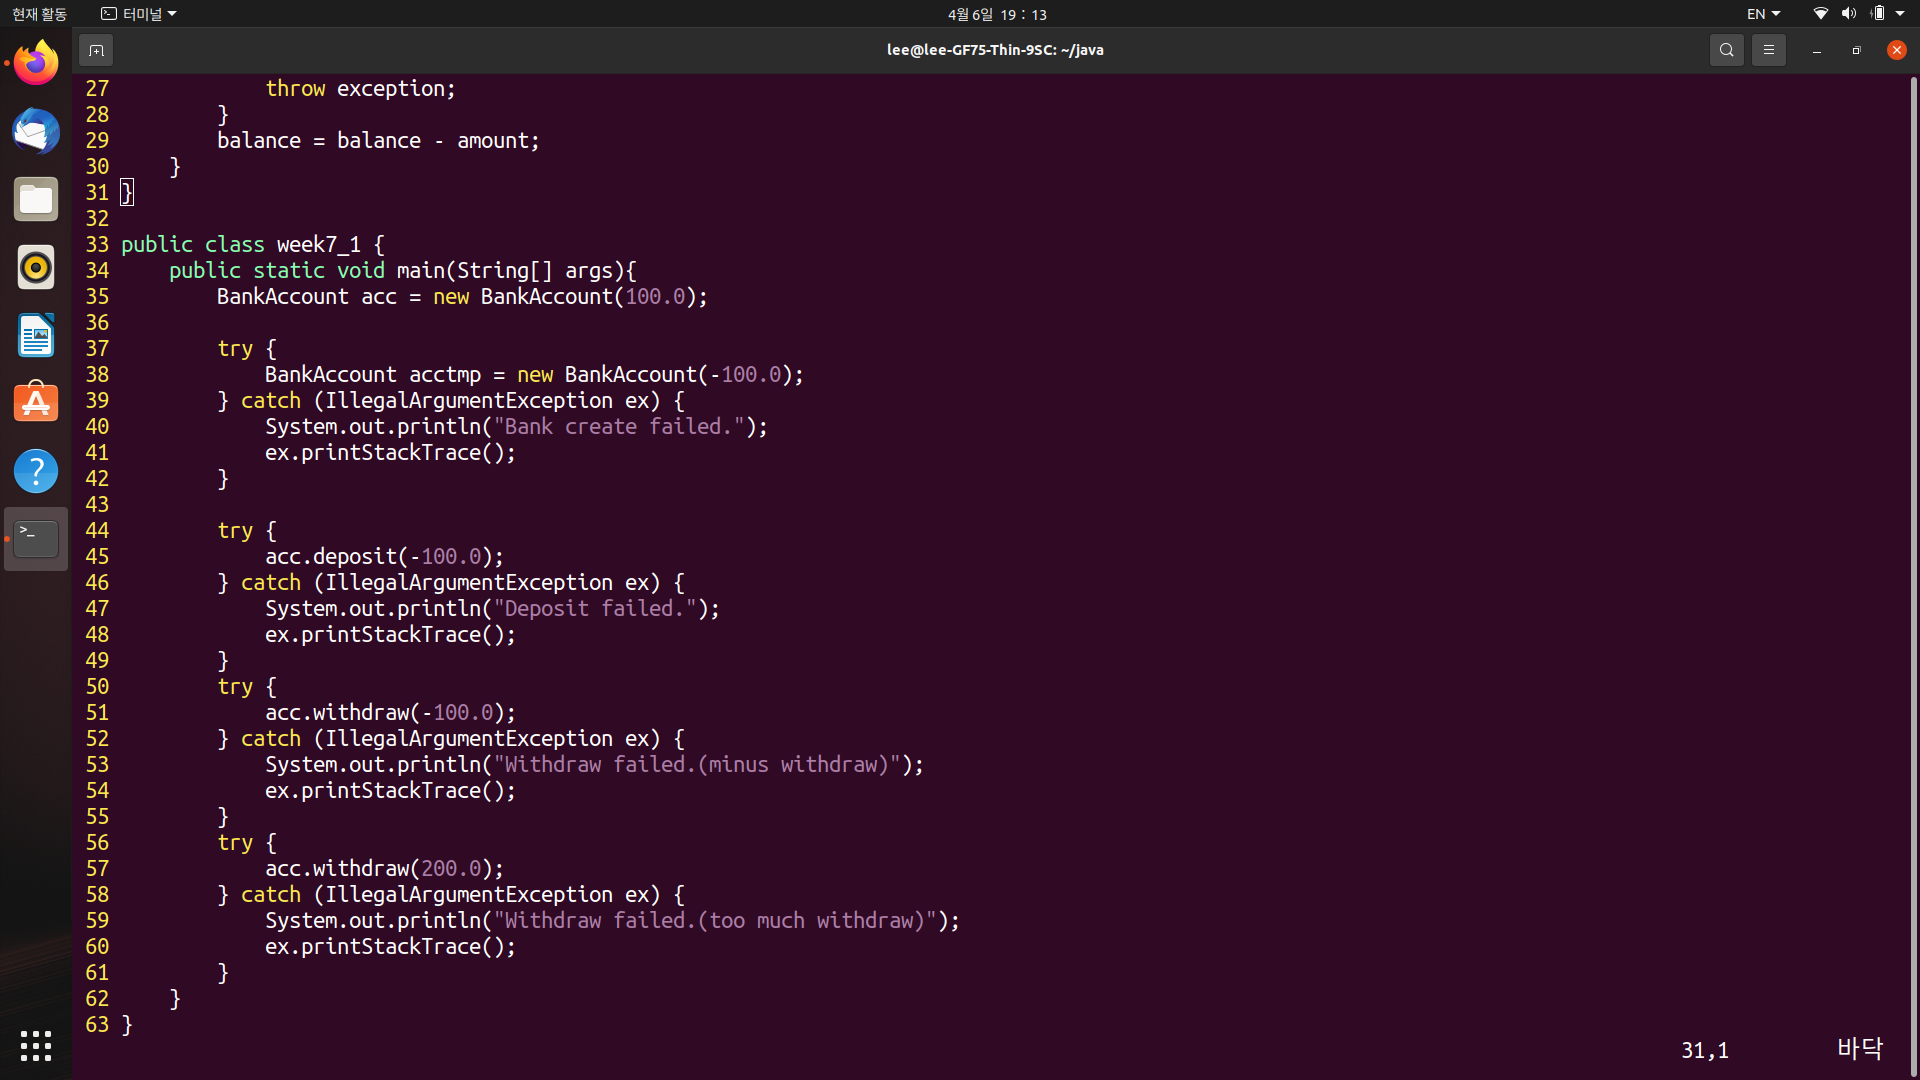 현재 활동 터미널 4월 6일 19 : 13 EN
lee@lee-GF75-Thin-9SC: ~/java
27             throw exception;
28         }
29         balance = balance - amount;
30     }
31 }
32
33 public class week7_1 {
34     public static void main(String[] args){
35         BankAccount acc = new BankAccount(100.0);
36
37         try {
38             BankAccount acctmp = new BankAccount(-100.0);
39         } catch (IllegalArgumentException ex) {
40             System.out.println("Bank create failed.");
41             ex.printStackTrace();
42         }
43
44         try {
45             acc.deposit(-100.0);
46         } catch (IllegalArgumentException ex) {
47             System.out.println("Deposit failed.");
48             ex.printStackTrace();
49         }
50         try {
51             acc.withdraw(-100.0);
52         } catch (IllegalArgumentException ex) {
53             System.out.println("Withdraw failed.(minus withdraw)");
54             ex.printStackTrace();
55         }
56         try {
57             acc.withdraw(200.0);
58         } catch (IllegalArgumentException ex) {
59             System.out.println("Withdraw failed.(too much withdraw)");
60             ex.printStackTrace();
61         }
62     }
63 }
31,1 바닥